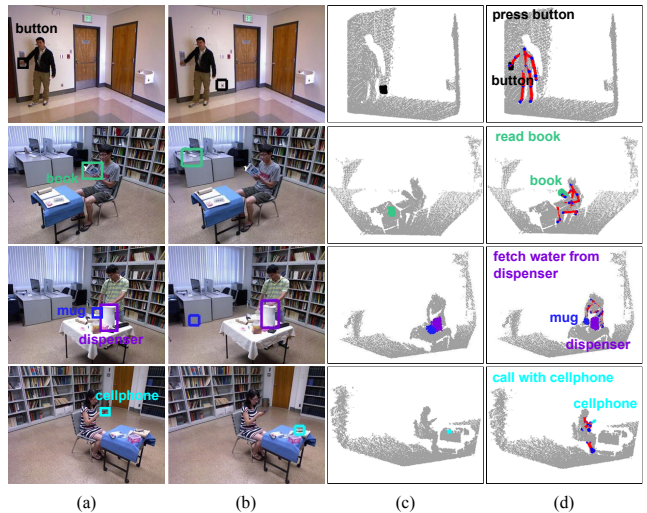 button
press button
button
book
read book
book
mug
dispenser
fetch water from
dispenser
mug
dispenser
cellphone
call with cellphone
cellphone
(a)
(b)
(c)
(d)